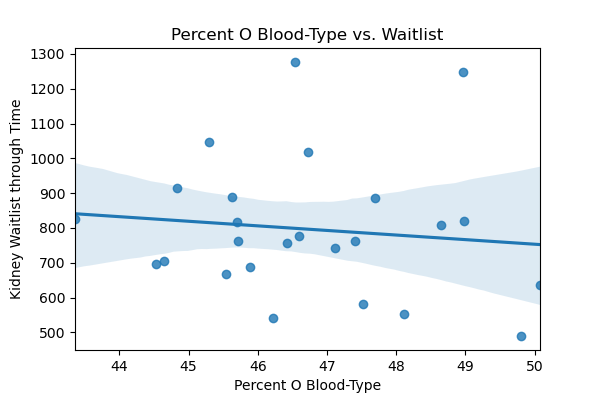 Percent O Blood-Type vs. Waitlist
Kidney Waitlist through Time
1300
1200
1100
1000
900
800
700
600
500
44 45 46 47 48 49 50
Percent O Blood-Type